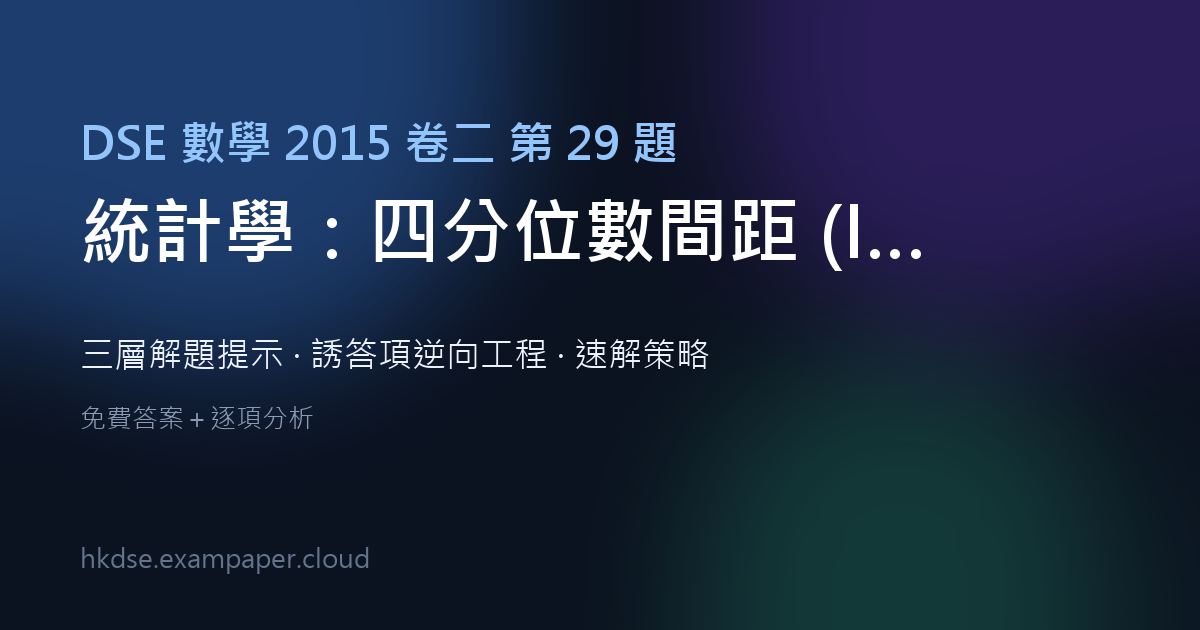 DSE 數學 2015 卷二 第 29 題
統計學：四分位數間距 (I…
三層解題提示 · 誘答項逆向工程 · 速解策略
免費答案 + 逐項分析
hkdse.exampaper.cloud